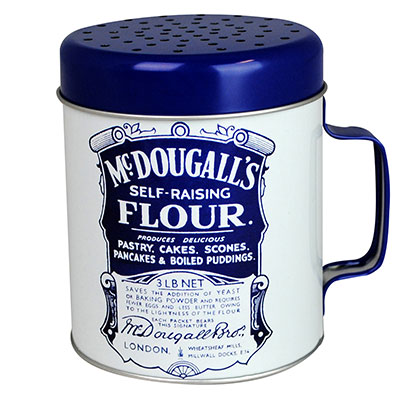 McDOUGALL'S
SELF-RAISING
FLOUR.
PRODUCES DELICIOUS
PASTRY, CAKES, SCONES,
PANCAKES & BOILED PUDDINGS.
3 LB NET
SAVES THE ADDITION OF YEAST
OR BAKING POWDER AND REQUIRES
FEWER EGGS AND LESS BUTTER, OWING
TO THE LIGHTNESS OF THE FLOUR
EACH PACKET BEARS
THIS SIGNATURE
McDougall Bros.,
LONDON. WHEATSHEAF MILLS,
MILLWALL DOCKS, E14